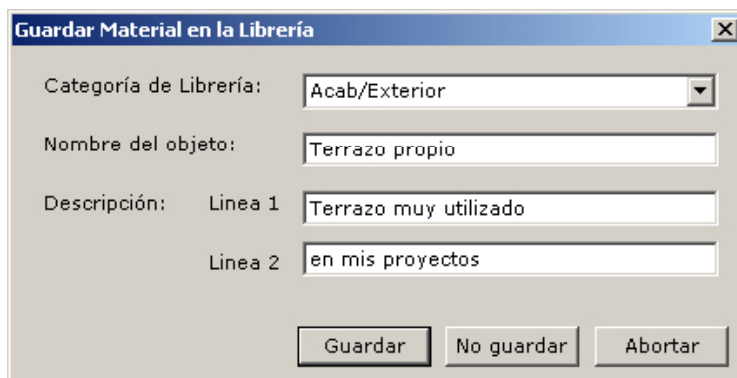 Guardar Material en la Librería
Categoría de Librería: Acab/Exterior
Nombre del objeto: Terrazo propio
Descripción: Linea 1 Terrazo muy utilizado
Linea 2 en mis proyectos
Guardar No guardar Abortar